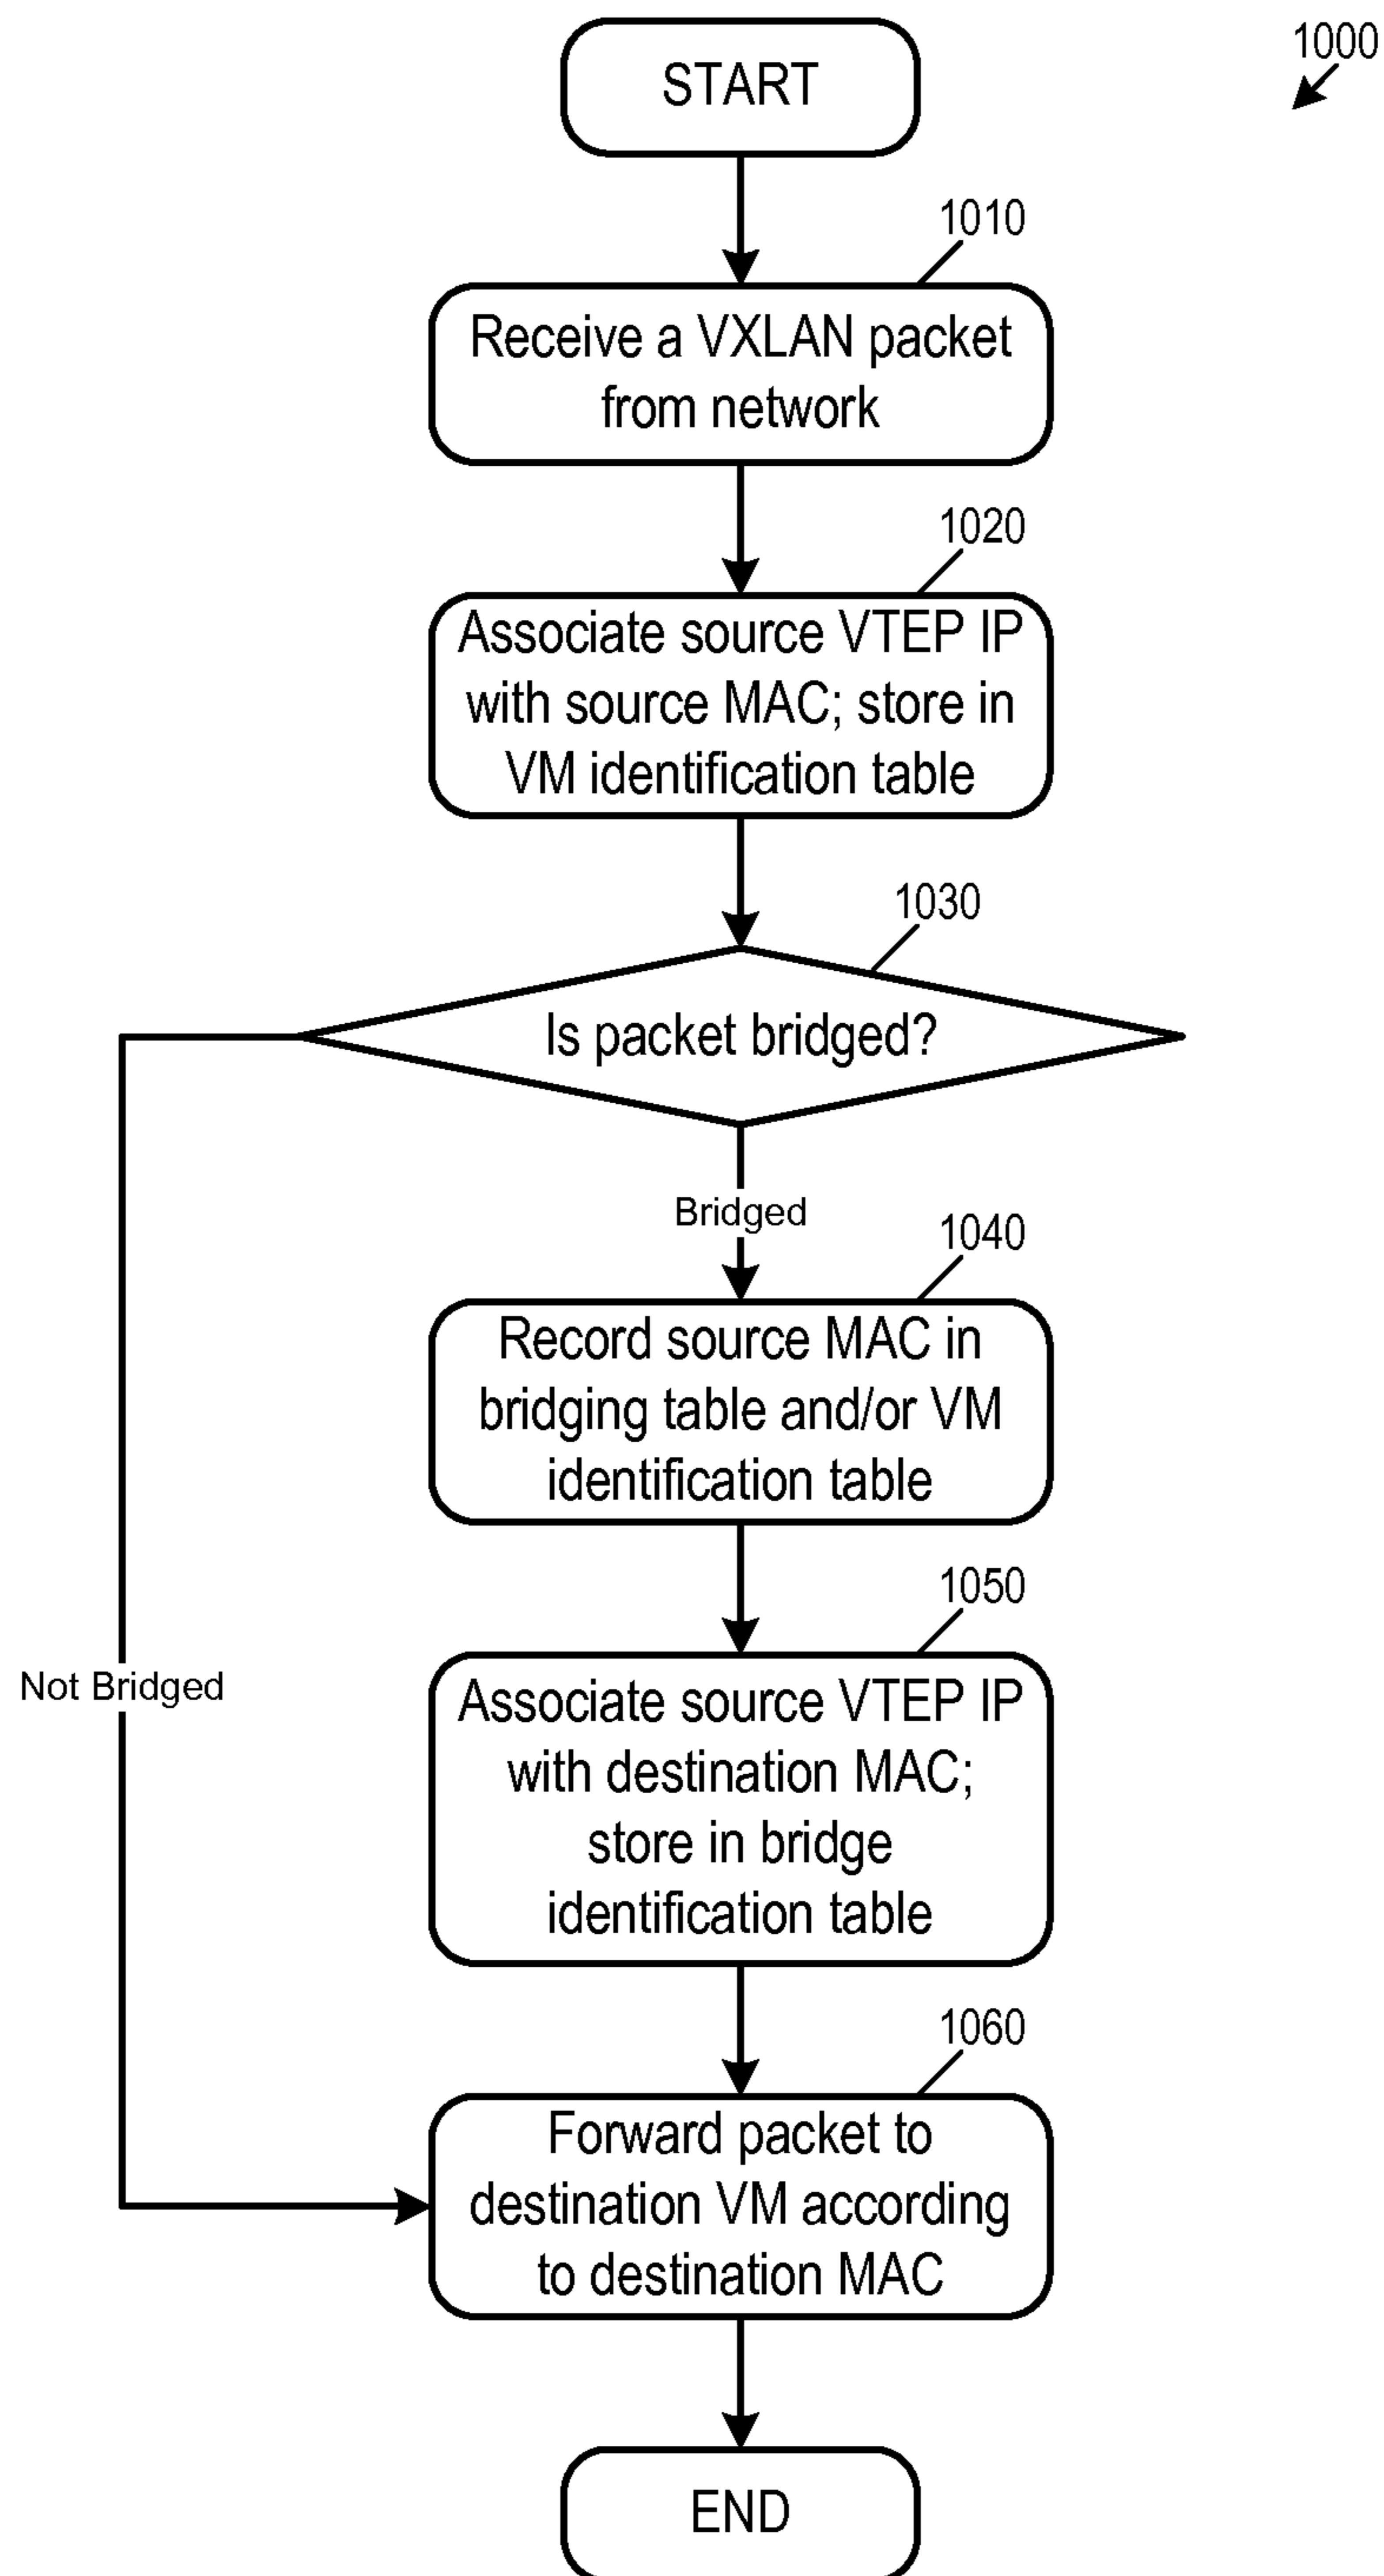 1000
START
1010
Receive a VXLAN packet
from network
1020
Associate source VTEP IP
with source MAC; store in
VM identification table
1030
Is packet bridged?
Bridged
1040
Record source MAC in
bridging table and/or VM
identification table
1050
Not Bridged
Associate source VTEP IP
with destination MAC;
store in bridge
identification table
1060
Forward packet to
destination VM according
to destination MAC
END